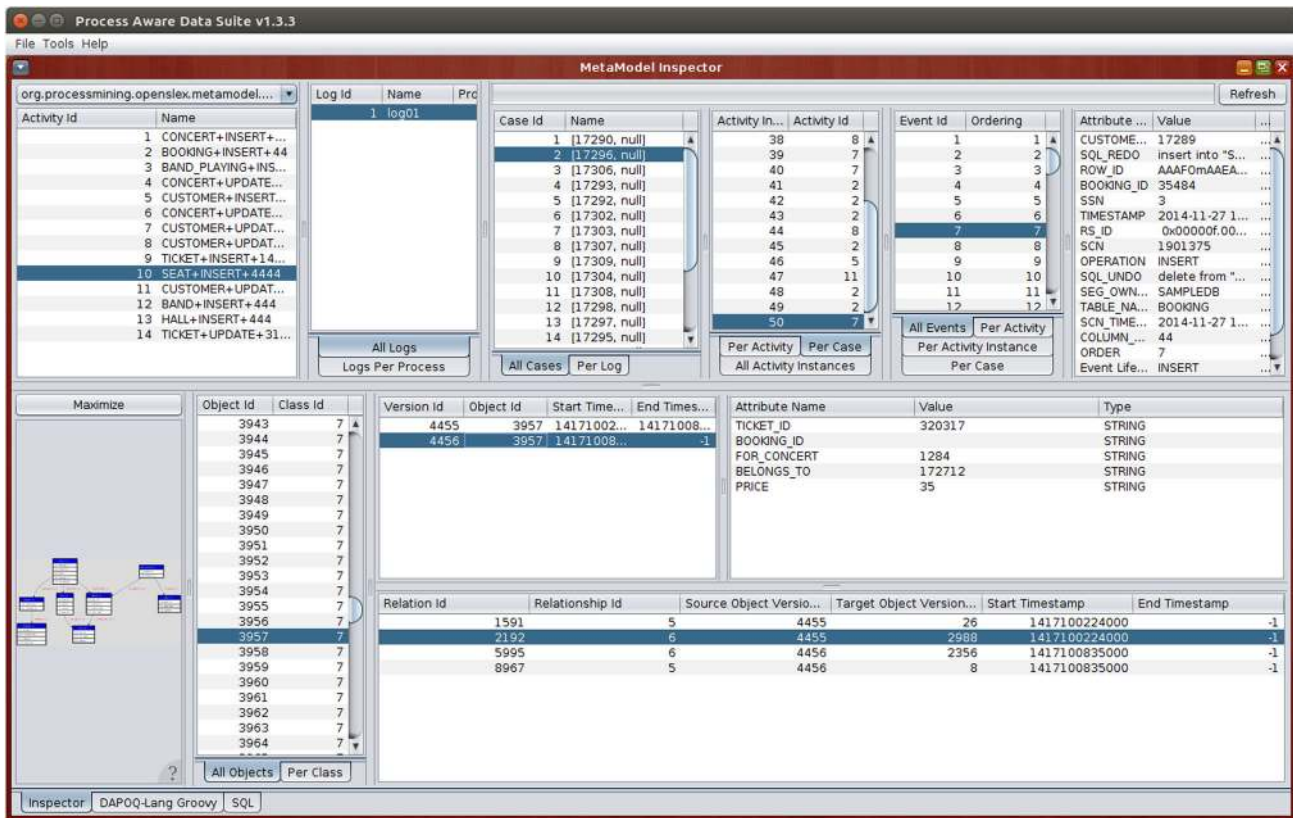 Process Aware Data Suite v1.3.3
File Tools Help
MetaModel Inspector
org.processmining.openslex.metamodel....
Activity Id Name
1 CONCERT+INSERT+...
2 BOOKING+INSERT+44
3 BAND_PLAYING+INS...
4 CONCERT+UPDATE...
5 CUSTOMER+INSERT...
6 CONCERT+UPDATE...
7 CUSTOMER+UPDAT...
8 CUSTOMER+UPDAT...
9 TICKET+INSERT+14...
10 SEAT+INSERT+4444
11 CUSTOMER+UPDAT...
12 BAND+INSERT+444
13 HALL+INSERT+444
14 TICKET+UPDATE+31...
Log Id Name Pro
1 log01
All Logs
Logs Per Process
Refresh
Case Id Name
1 [17290, null]
2 [17296, null]
3 [17306, null]
4 [17293, null]
5 [17292, null]
6 [17302, null]
7 [17303, null]
8 [17307, null]
9 [17309, null]
10 [17304, null]
11 [17308, null]
12 [17298, null]
13 [17297, null]
14 [17295, null]
All Cases Per Log
Activity In... Activity Id
38 8
39 7
40 7
41 2
42 2
43 2
44 8
45 2
46 5
47 11
48 2
49 2
50 7
Per Activity Per Case
All Activity Instances
Event Id Ordering
1 1
2 2
3 3
4 4
5 5
6 6
7 7
8 8
9 9
10 10
11 11
12 12
All Events Per Activity
Per Activity Instance
Per Case
Attribute ... Value ...
CUSTOME... 17289 ...
SQL_REDO insert into "S... ...
ROW_ID AAAFOmAAEA... ...
BOOKING_ID 35484 ...
SSN 3 ...
TIMESTAMP 2014-11-27 1... ...
RS_ID 0x00000f.00... ...
SCN 1901375 ...
OPERATION INSERT ...
SQL_UNDO delete from "... ...
SEG_OWN... SAMPLEDB ...
TABLE_NA... BOOKING ...
SCN_TIME... 2014-11-27 1... ...
COLUMN_... 44 ...
ORDER 7 ...
Event Life... INSERT ...
Maximize
?
Object Id Class Id
3943 7
3944 7
3945 7
3946 7
3947 7
3948 7
3949 7
3950 7
3951 7
3952 7
3953 7
3954 7
3955 7
3956 7
3957 7
3958 7
3959 7
3960 7
3961 7
3962 7
3963 7
3964 7
All Objects Per Class
Version Id Object Id Start Time... End Times...
4455 3957 14171002... 14171008...
4456 3957 14171008... -1
Attribute Name Value Type
TICKET_ID 320317 STRING
BOOKING_ID STRING
FOR_CONCERT 1284 STRING
BELONGS_TO 172712 STRING
PRICE 35 STRING
Relation Id Relationship Id Source Object Versio... Target Object Version... Start Timestamp End Timestamp
1591 5 4455 26 1417100224000 -1
2192 6 4455 2988 1417100224000 -1
5995 6 4456 2356 1417100835000 -1
8967 5 4456 8 1417100835000 -1
Inspector DAPOQ-Lang Groovy SQL